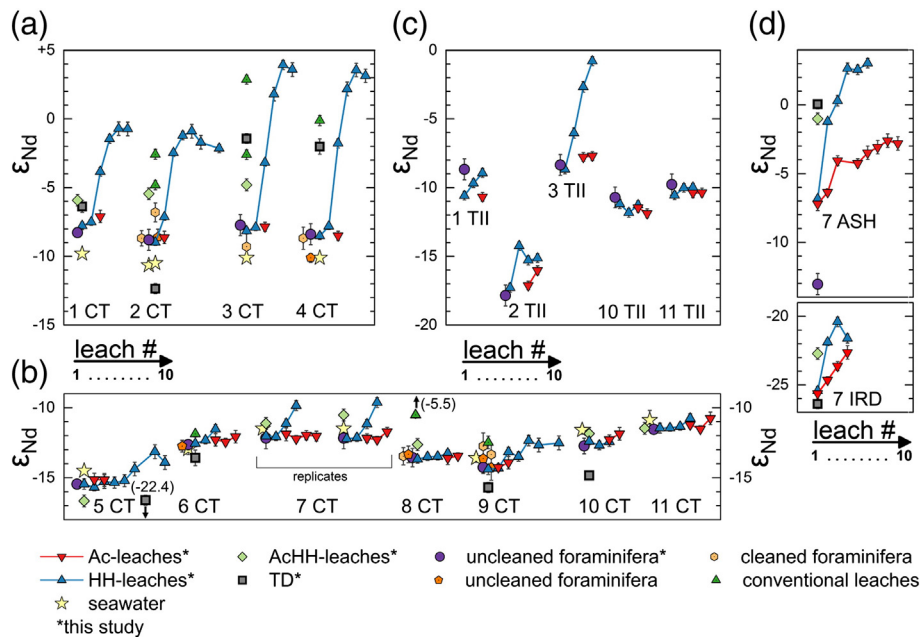 (a)
+5
0
-5
-10
-15
εNd
1 CT
2 CT
3 CT
4 CT
leach #
1 ........ 10
(c)
0
-5
-10
-15
-20
εNd
1 TII
2 TII
3 TII
10 TII
11 TII
leach #
1 ........ 10
(d)
5
0
-5
-10
εNd
7 ASH
-20
-25
7 IRD
leach #
1 ........ 10
(b)
-10
-15
εNd
(-22.4)
(-5.5)
replicates
5 CT
6 CT
7 CT
8 CT
9 CT
10 CT
11 CT
-10
-15
εNd
Ac-leaches* AcHH-leaches* uncleaned foraminifera* cleaned foraminifera
HH-leaches* TD* uncleaned foraminifera conventional leaches
seawater
*this study